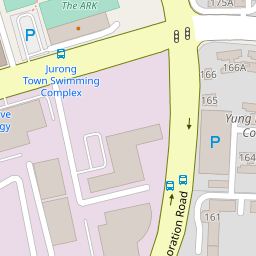 175A
The ARK
P
Jurong
Town Swimming
Complex
166A
166
165
Yung
Co
P
164
161
oration Road
ve
gy